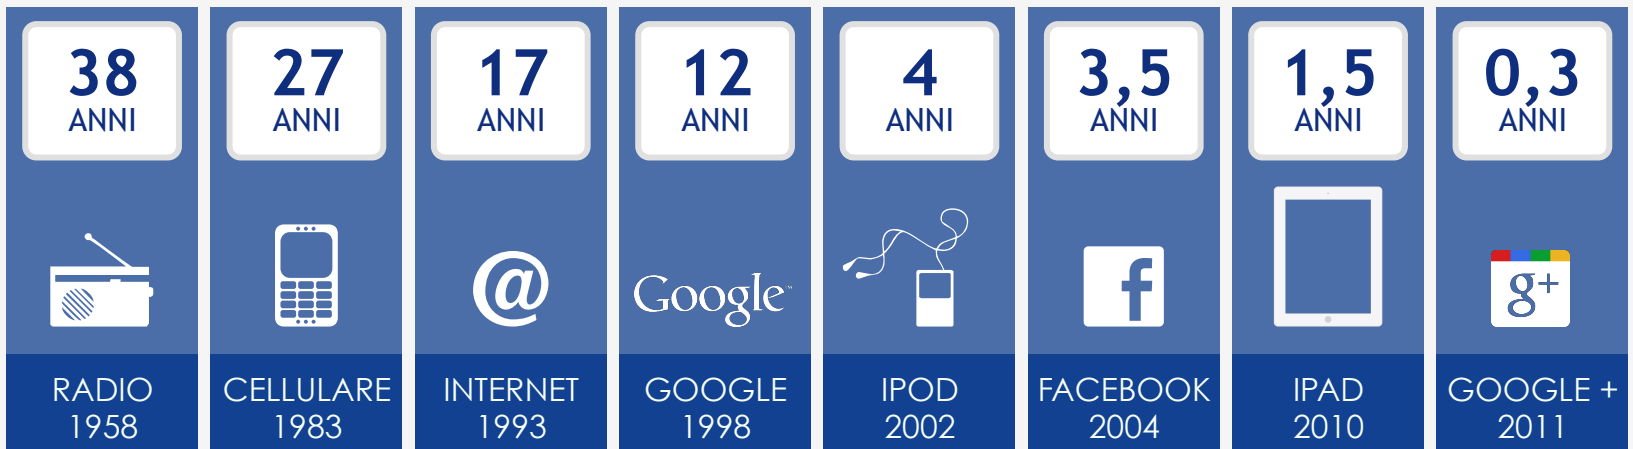 38
ANNI
RADIO
1958
27
ANNI
CELLULARE
1983
17
ANNI
@
INTERNET
1993
12
ANNI
Google™
GOOGLE
1998
4
ANNI
IPOD
2002
3,5
ANNI
f
FACEBOOK
2004
1,5
ANNI
IPAD
2010
0,3
ANNI
g+
GOOGLE +
2011